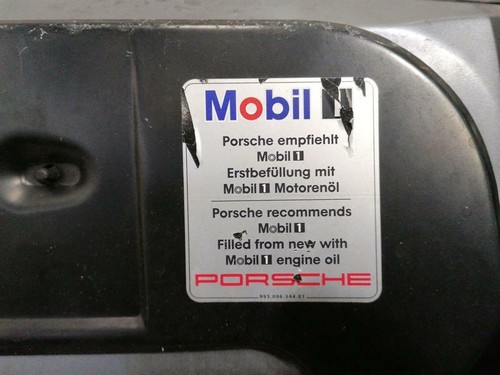 Mobil 1
Porsche empfiehlt
Mobil 1
Erstbefüllung mit
Mobil 1 Motorenöl
Porsche recommends
Mobil 1
Filled from new with
Mobil 1 engine oil
PORSCHE